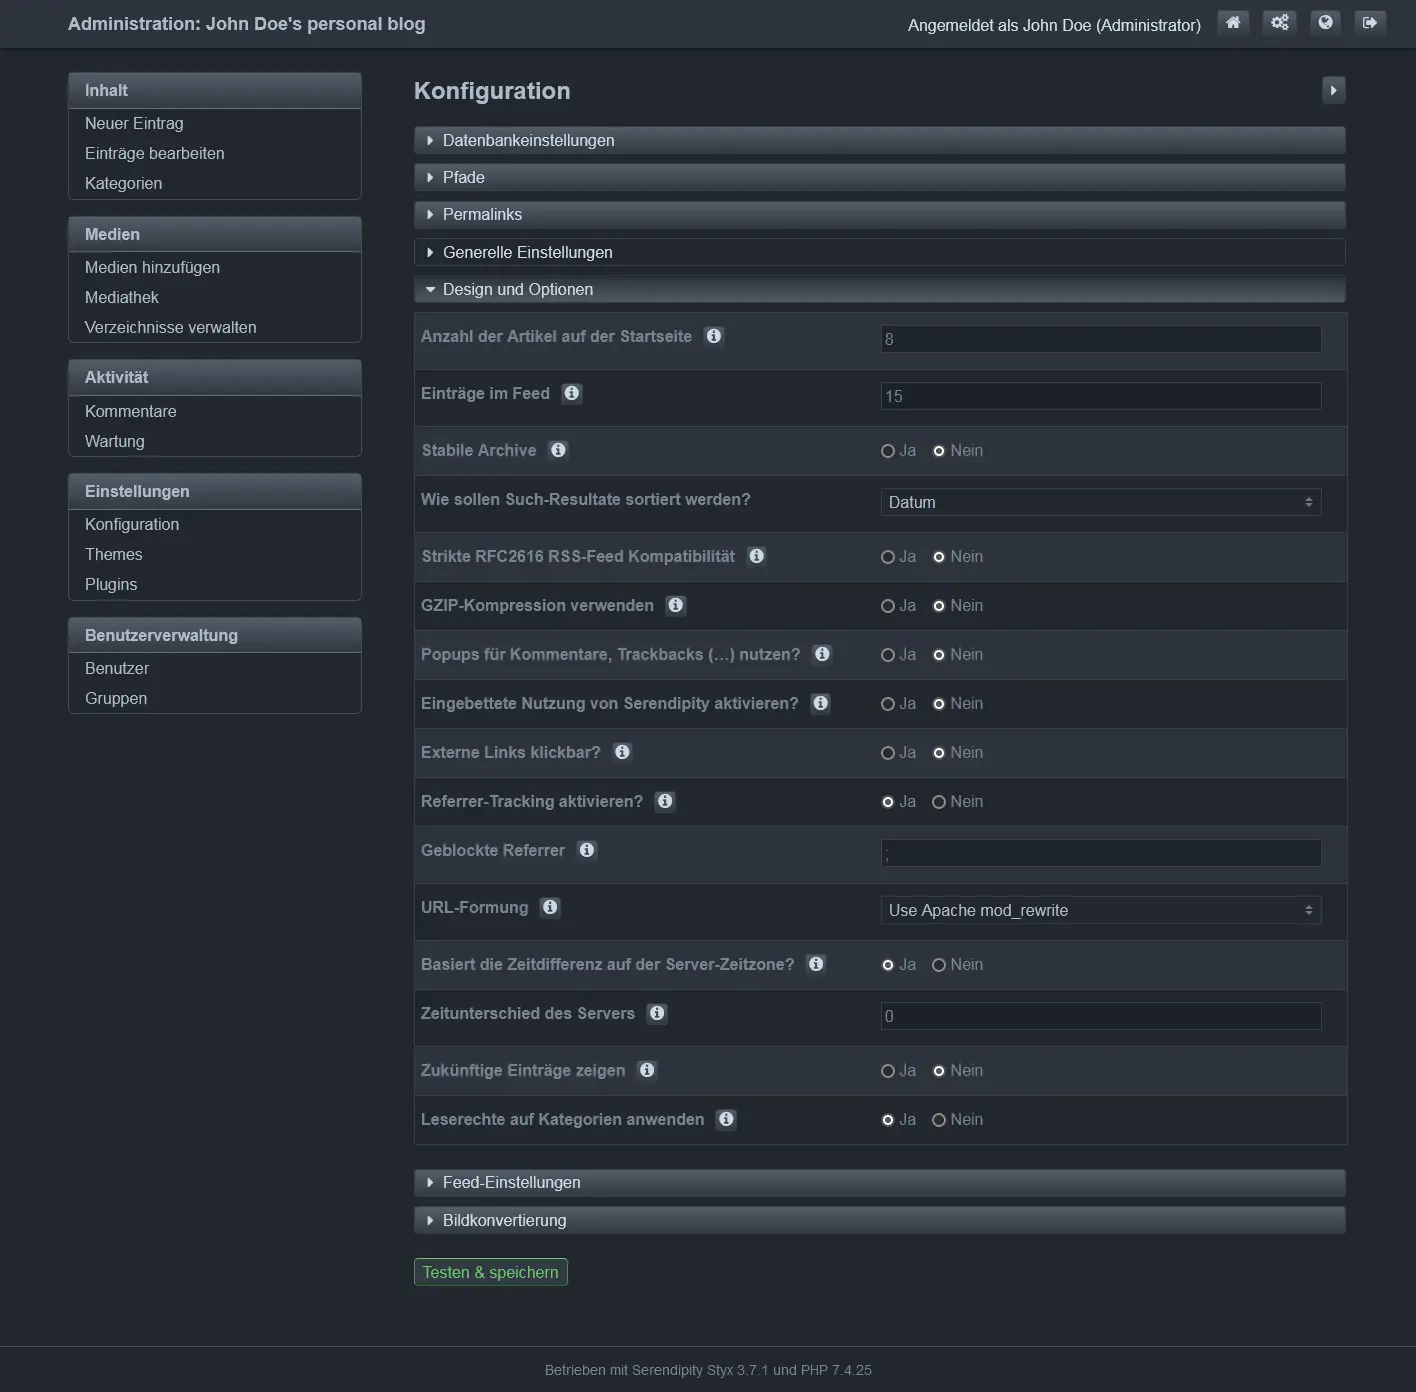 Administration: John Doe's personal blog
Angemeldet als John Doe (Administrator)
Inhalt
Neuer Eintrag
Einträge bearbeiten
Kategorien
Medien
Medien hinzufügen
Mediathek
Verzeichnisse verwalten
Aktivität
Kommentare
Wartung
Einstellungen
Konfiguration
Themes
Plugins
Benutzerverwaltung
Benutzer
Gruppen
Konfiguration
Datenbankeinstellungen
Pfade
Permalinks
Generelle Einstellungen
Design und Optionen
Anzahl der Artikel auf der Startseite 8
Einträge im Feed 15
Stabile Archive Ja Nein
Wie sollen Such-Resultate sortiert werden? Datum
Strikte RFC2616 RSS-Feed Kompatibilität Ja Nein
GZIP-Kompression verwenden Ja Nein
Popups für Kommentare, Trackbacks (...) nutzen? Ja Nein
Eingebettete Nutzung von Serendipity aktivieren? Ja Nein
Externe Links klickbar? Ja Nein
Referrer-Tracking aktivieren? Ja Nein
Geblockte Referrer ;
URL-Formung Use Apache mod_rewrite
Basiert die Zeitdifferenz auf der Server-Zeitzone? Ja Nein
Zeitunterschied des Servers 0
Zukünftige Einträge zeigen Ja Nein
Leserechte auf Kategorien anwenden Ja Nein
Feed-Einstellungen
Bildkonvertierung
Testen & speichern
Betrieben mit Serendipity Styx 3.7.1 und PHP 7.4.25